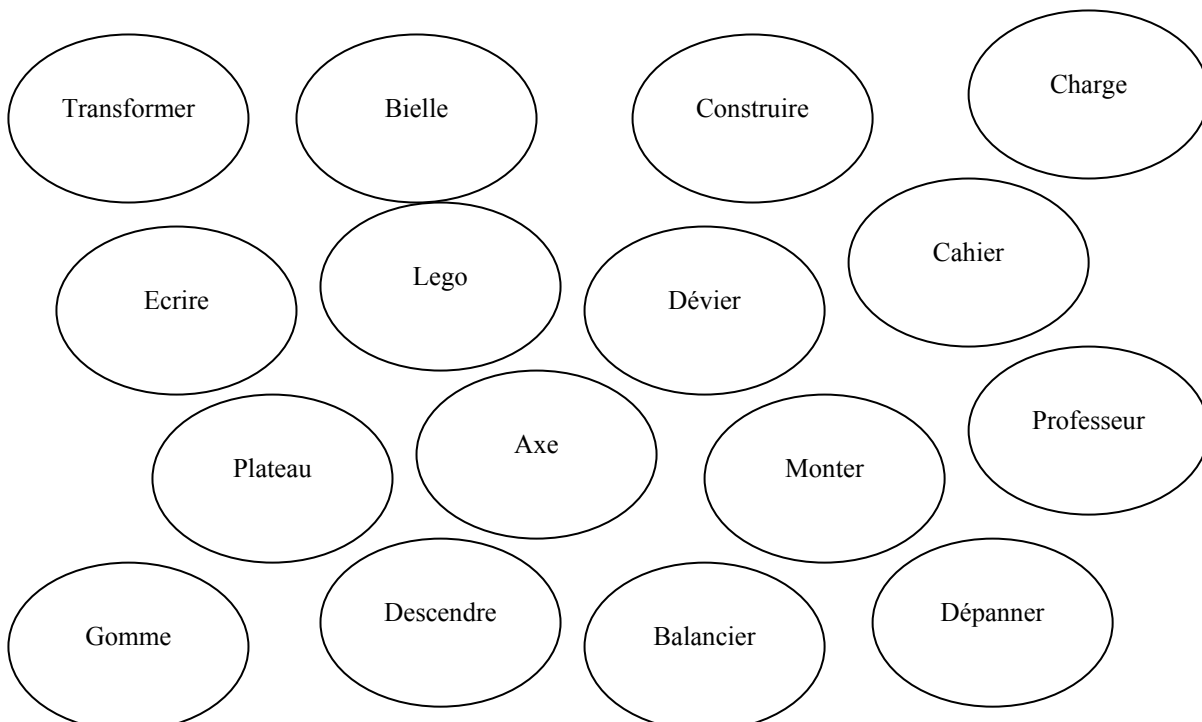 Transformer
Bielle
Construire
Charge
Ecrire
Lego
Dévier
Cahier
Plateau
Axe
Monter
Professeur
Gomme
Descendre
Balancier
Dépanner